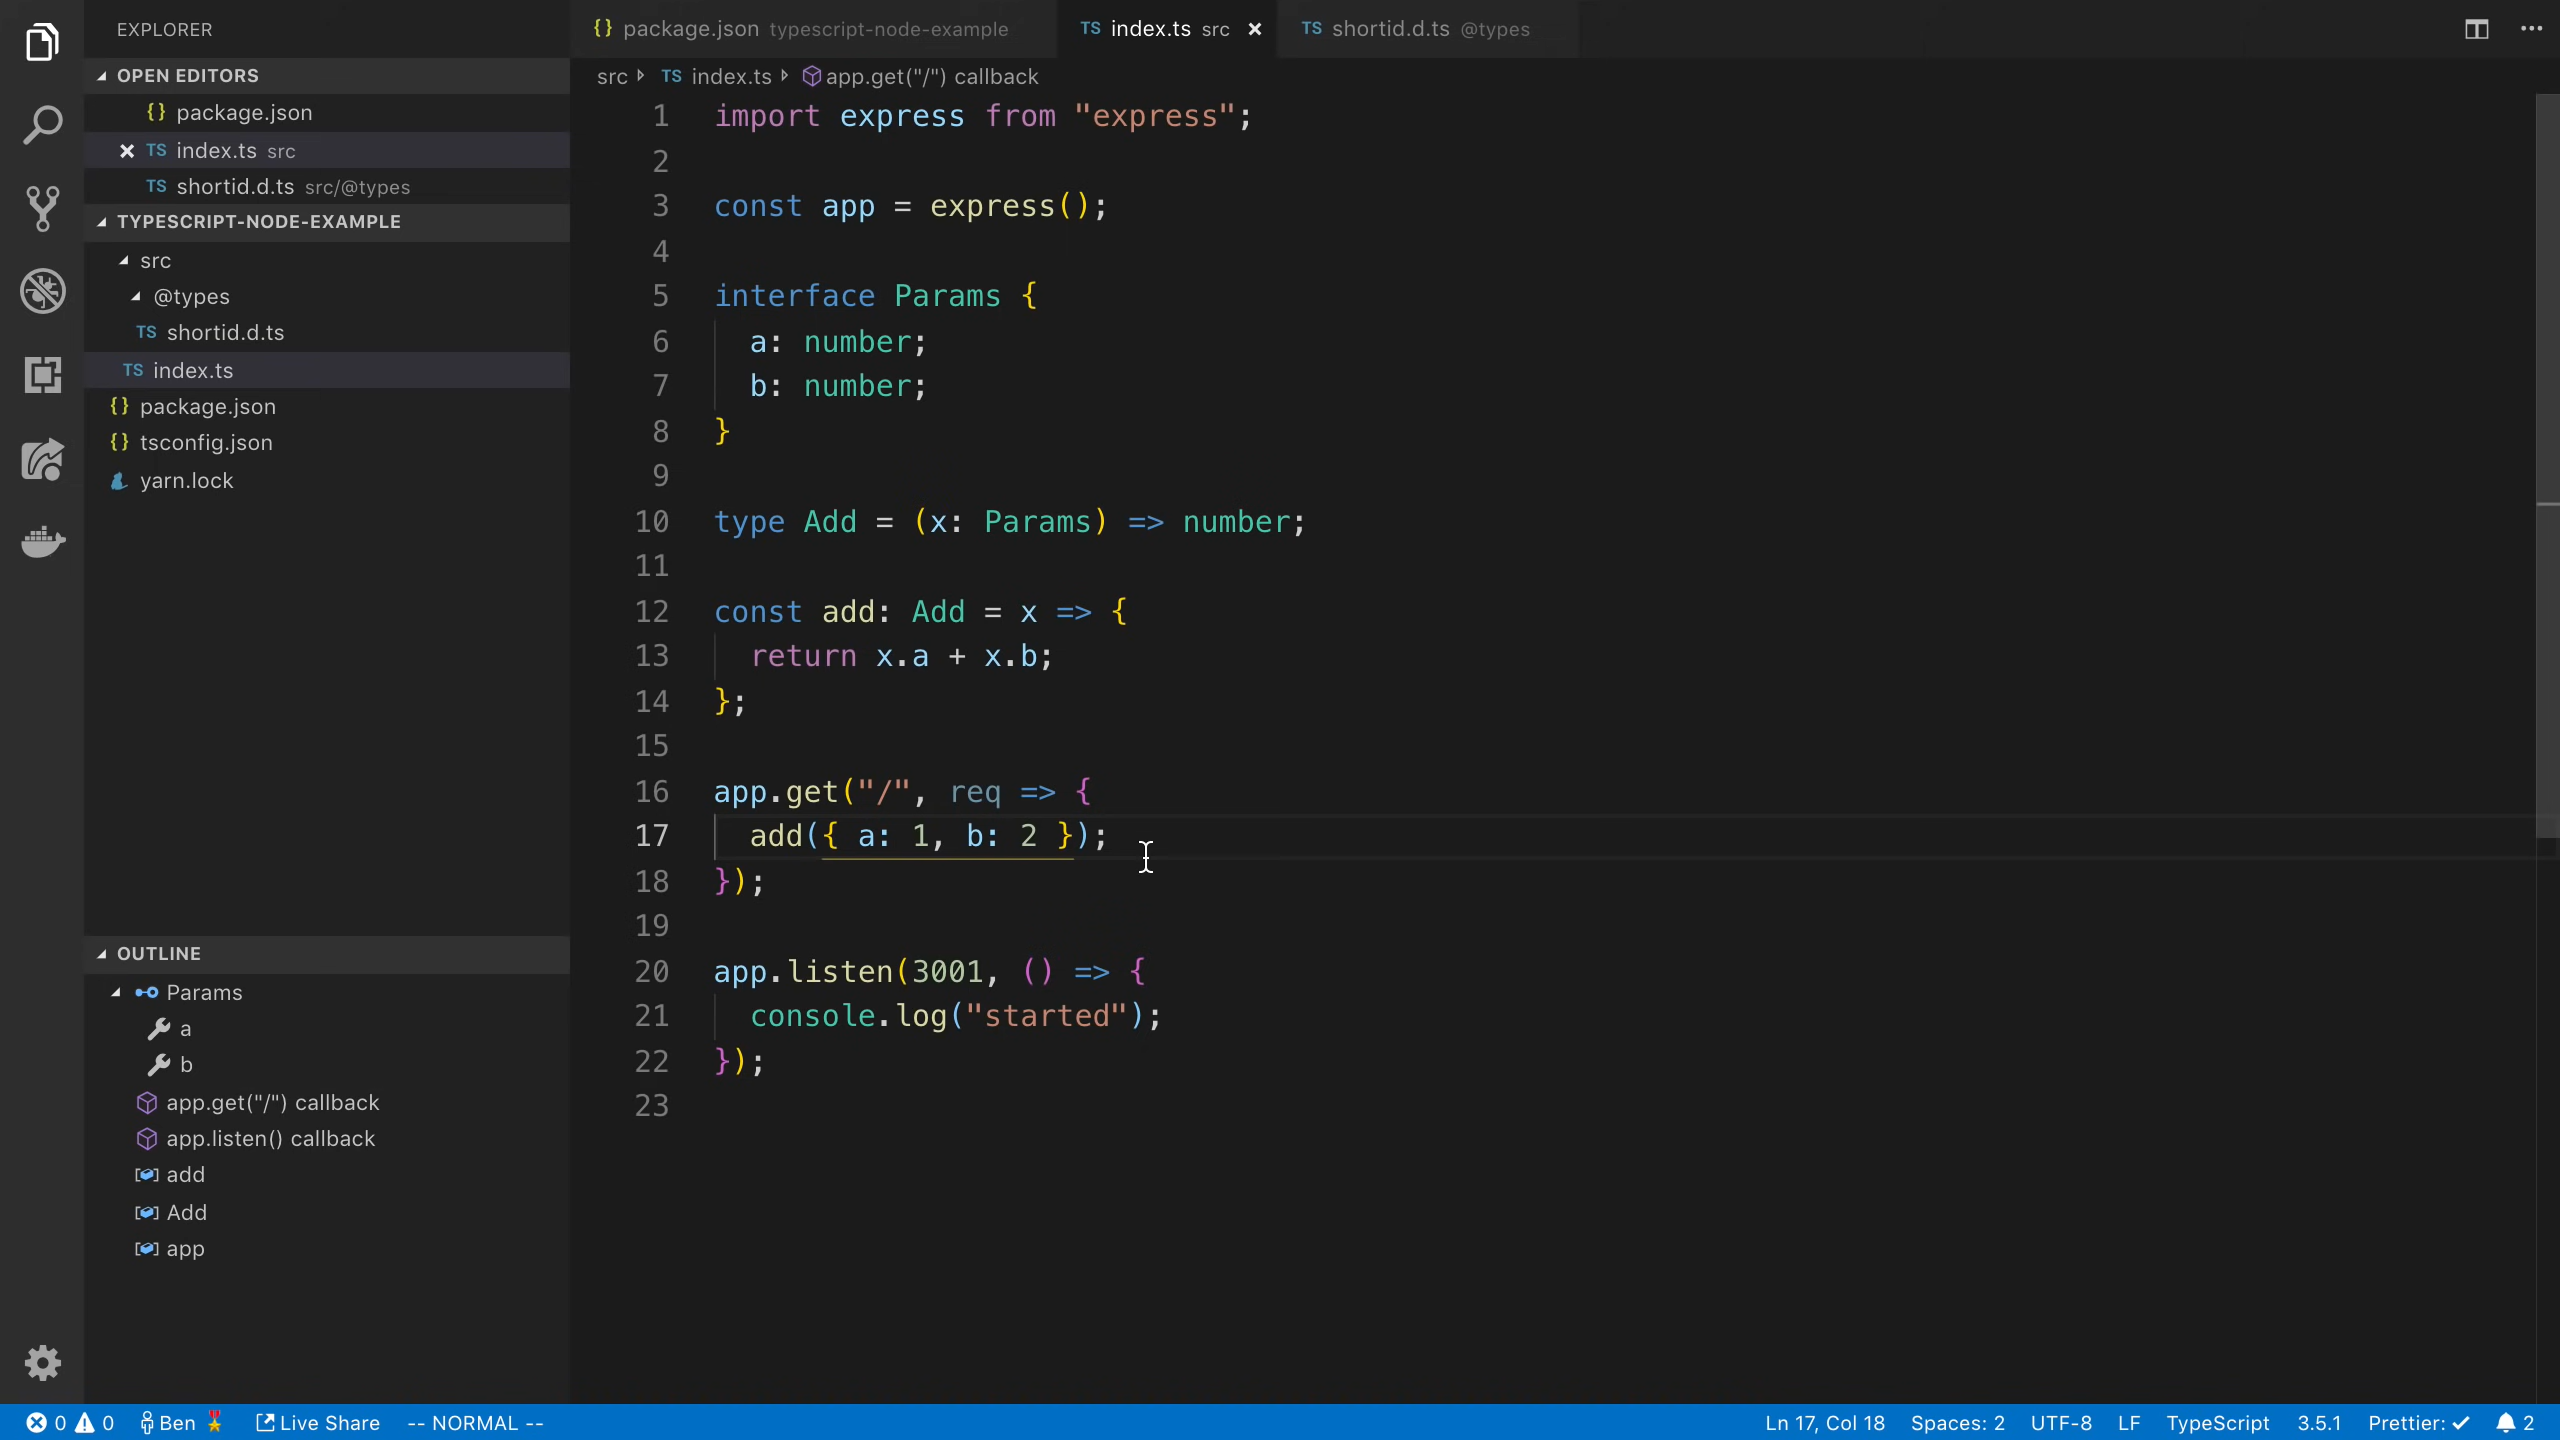 EXPLORER
OPEN EDITORS
{} package.json
TS index.ts src
TS shortid.d.ts src/@types
TYPESCRIPT-NODE-EXAMPLE
src
@types
TS shortid.d.ts
TS index.ts
{} package.json
{} tsconfig.json
yarn.lock
OUTLINE
Params
a
b
app.get("/") callback
app.listen() callback
add
Add
app
{} package.json typescript-node-example
TS index.ts src
TS shortid.d.ts @types
src TS index.ts app.get("/") callback
1 import express from "express";
2
3 const app = express();
4
5 interface Params {
6 a: number;
7 b: number;
8 }
9
10 type Add = (x: Params) => number;
11
12 const add: Add = x => {
13 return x.a + x.b;
14 };
15
16 app.get("/", req => {
17 add({ a: 1, b: 2 });
18 });
19
20 app.listen(3001, () => {
21 console.log("started");
22 });
23
0 0 Ben Live Share -- NORMAL -- Ln 17, Col 18 Spaces: 2 UTF-8 LF TypeScript 3.5.1 Prettier: ✓ 2